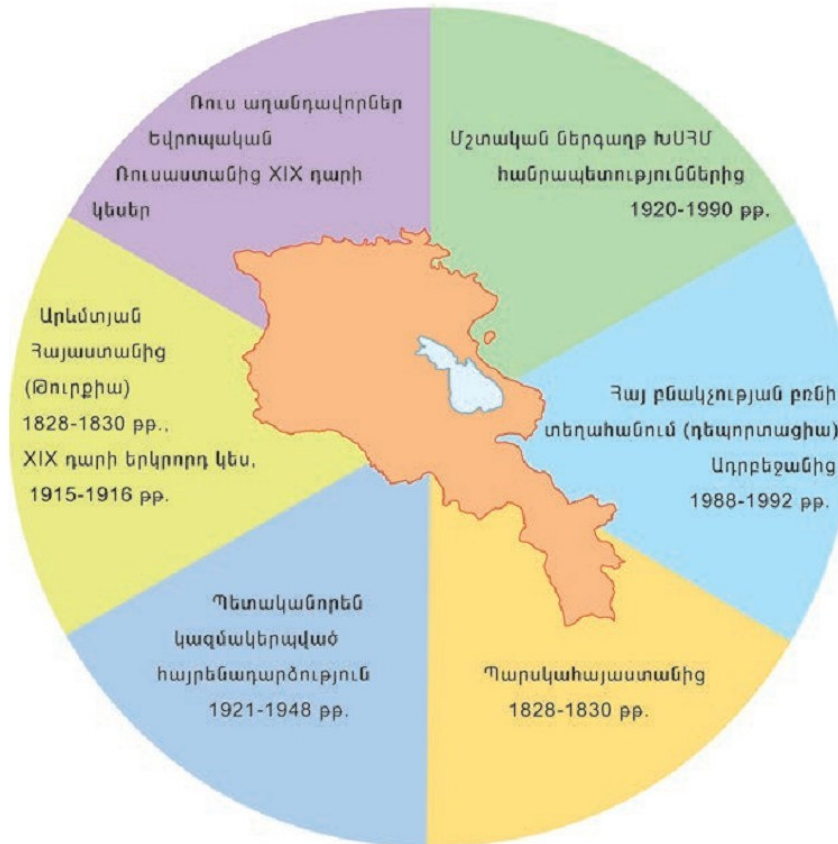 Ռուս աղանդավորներ
Եվրոպական
Ռուսաստանից XIX դարի
կեսեր
Մշտական ներգաղթ ԽՍՀՄ
հանրապետություններից
1920-1990 թթ.
Արևմտյան
Հայաստանից
(Թուրքիա)
1828-1830 թթ.,
XIX դարի երկրորդ կես,
1915-1916 թթ.
Հայ բնակչության բռնի
տեղահանում (դեպորտացիա)
Ադրբեջանից
1988-1992 թթ.
Պետականորեն
կազմակերպված
հայրենադարձություն
1921-1948 թթ.
Պարսկահայաստանից
1828-1830 թթ.